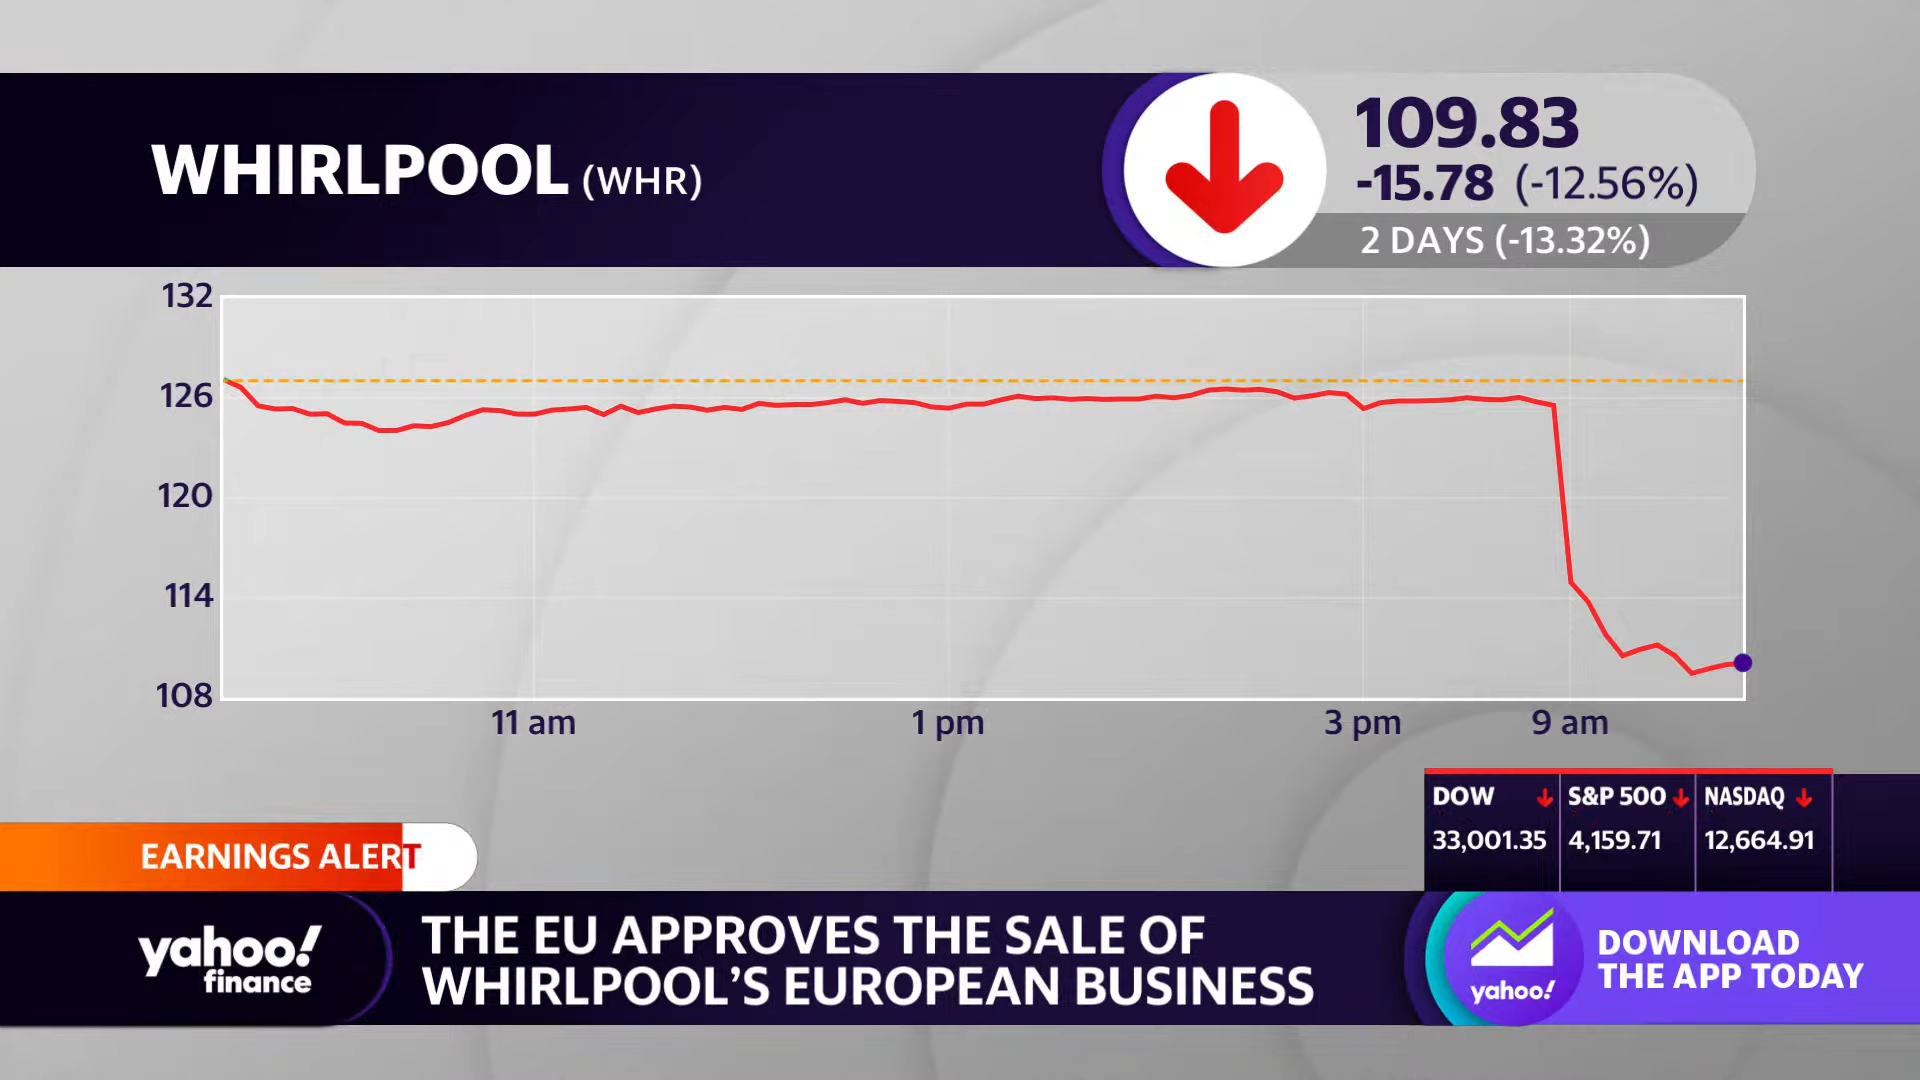 WHIRLPOOL (WHR)
109.83
-15.78 (-12.56%)
2 DAYS (-13.32%)
132
126
120
114
108
11 am
1 pm
3 pm
9 am
DOW
33,001.35
S&P 500
4,159.71
NASDAQ
12,664.91
EARNINGS ALERT
yahoo!
finance
THE EU APPROVES THE SALE OF
WHIRLPOOL'S EUROPEAN BUSINESS
yahoo!
DOWNLOAD
THE APP TODAY